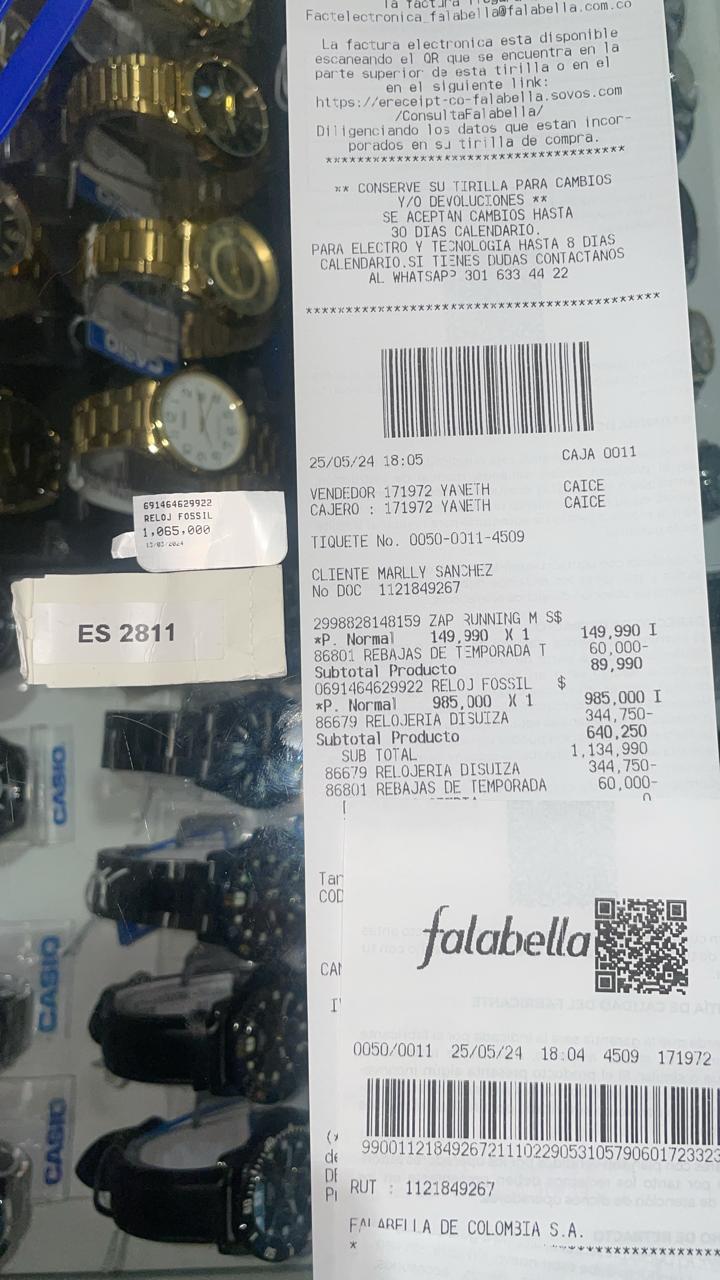 la factura
Factelectronica_falabella@falabella.com.co
La factura electronica esta disponible
escaneando el QR que se encuentra en la
parte superior de esta tirilla o en el
en el siguiente link:
https://ereceipt-co-falabella.sovos.com
/ConsultaFalabella/
Diligenciando los datos que estan incor-
porados en su tirilla de compra.
** CONSERVE SU TIRILLA PARA CAMBIOS
Y/O DEVOLUCIONES **
SE ACEPTAN CAMBIOS HASTA
30 DIAS CALENDARIO.
PARA ELECTRO Y TECNOLOGIA HASTA 8 DIAS
CALENDARIO.SI TIENES DUDAS CONTACTANOS
AL WHATSAPP 301 633 44 22
25/05/24 18:05 CAJA 0011
VENDEDOR 171972 YANETH CAICE
CAJERO : 171972 YANETH CAICE
TIQUETE No. 0050-0011-4509
CLIENTE MARLLY SANCHEZ
No DOC 1121849267
2998828148159 ZAP RUNNING M S$
*P. Normal 149,990 X 1 149,990 I
86801 REBAJAS DE TEMPORADA T 60,000-
Subtotal Producto 89,990
0691464629922 RELOJ FOSSIL $
*P. Normal 985,000 X 1 985,000 I
86679 RELOJERIA DISUIZA 344,750-
Subtotal Producto 640,250
SUB TOTAL 1,134,990
86679 RELOJERIA DISUIZA 344,750-
86801 REBAJAS DE TEMPORADA 60,000-
Tar
COD
CAN
falabella
0050/0011 25/05/24 18:04 4509 171972
RUT : 1121849267
FALABELLA DE COLOMBIA S.A.
691464629922
RELOJ FOSSIL
1,065,000
ES 2811
CASIO
CASIO
CASIO
CASIO